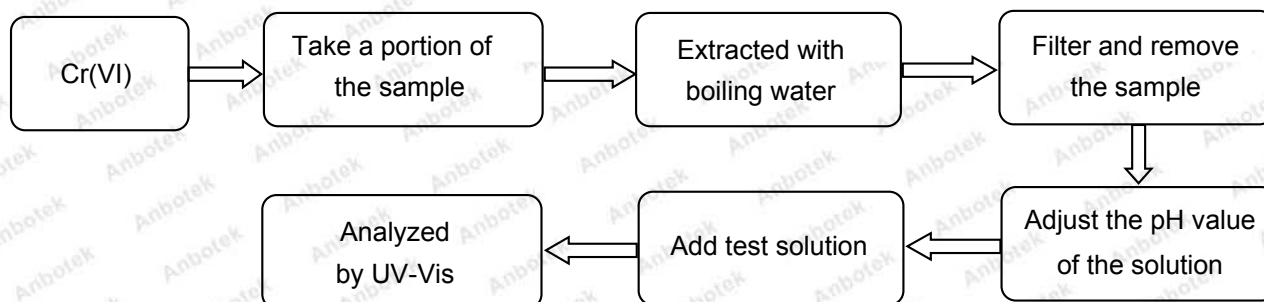 Cr(VI)
Take a portion of
the sample
Extracted with
boiling water
Filter and remove
the sample
Adjust the pH value
of the solution
Add test solution
Analyzed
by UV-Vis
Anbotek